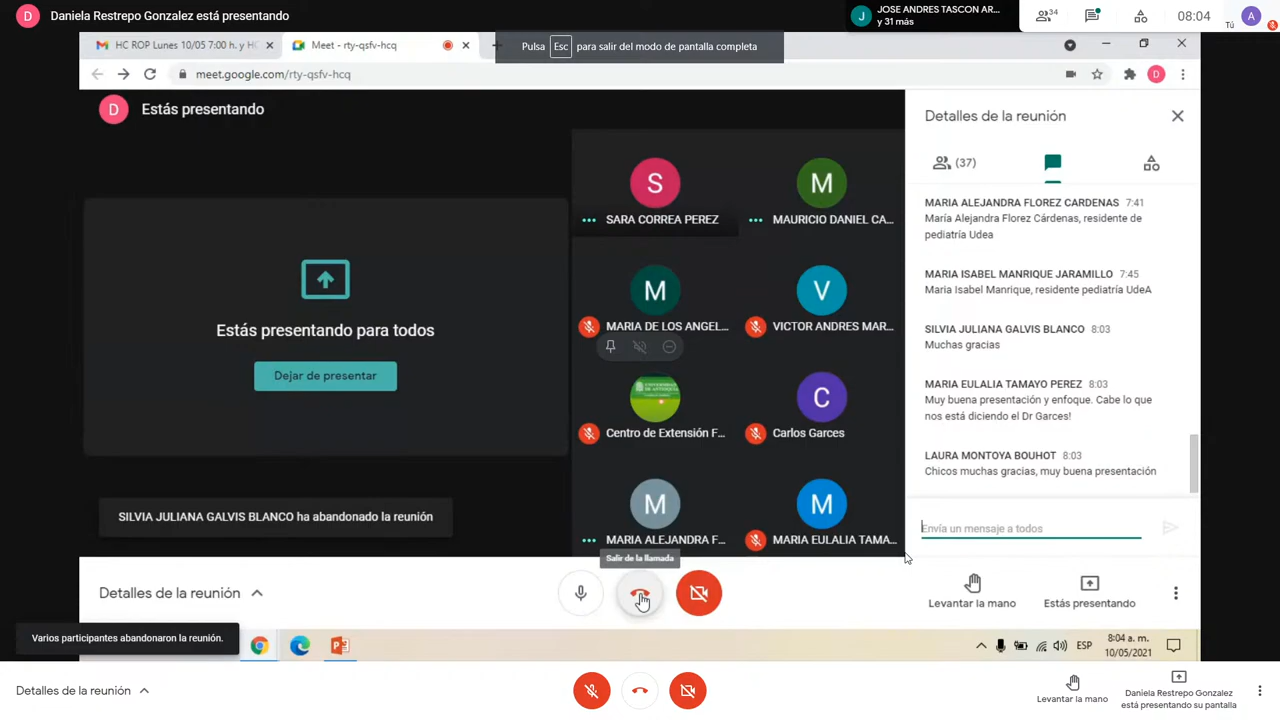 D Daniela Restrepo Gonzalez está presentando
J JOSE ANDRES TASCON AR...
y 31 más
34
08:04
Tú
A
HC ROP Lunes 10/05 7:00 h. y HC
Meet - rty-qsfv-hcq
Pulsa Esc para salir del modo de pantalla completa
meet.google.com/rty-qsfv-hcq
D
D Estás presentando
Estás presentando para todos
Dejar de presentar
SILVIA JULIANA GALVIS BLANCO ha abandonado la reunión
S
SARA CORREA PEREZ
M
MAURICIO DANIEL CA...
M
MARIA DE LOS ANGEL...
V
VICTOR ANDRES MAR...
Centro de Extensión F...
C
Carlos Garces
M
MARIA ALEJANDRA F...
M
MARIA EULALIA TAMA...
Salir de la llamada
Detalles de la reunión
(37)
MARIA ALEJANDRA FLOREZ CARDENAS 7:41
María Alejandra Florez Cárdenas, residente de
pediatría Udea
MARIA ISABEL MANRIQUE JARAMILLO 7:45
Maria Isabel Manrique, residente pediatría UdeA
SILVIA JULIANA GALVIS BLANCO 8:03
Muchas gracias
MARIA EULALIA TAMAYO PEREZ 8:03
Muy buena presentación y enfoque. Cabe lo que
nos está diciendo el Dr Garces!
LAURA MONTOYA BOUHOT 8:03
Chicos muchas gracias, muy buena presentación
Envía un mensaje a todos
Detalles de la reunión
Levantar la mano
Estás presentando
Varios participantes abandonaron la reunión.
ESP
8:04 a. m.
10/05/2021
Detalles de la reunión
Levantar la mano
Daniela Restrepo Gonzalez
está presentando su pantalla